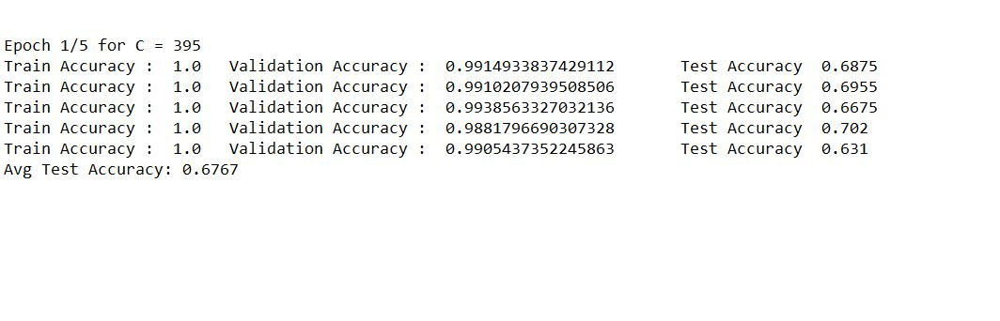 Epoch 1/5 for C = 395
Train Accuracy :  1.0   Validation Accuracy :  0.9914933837429112       Test Accuracy  0.6875
Train Accuracy :  1.0   Validation Accuracy :  0.9910207939508506       Test Accuracy  0.6955
Train Accuracy :  1.0   Validation Accuracy :  0.9938563327032136       Test Accuracy  0.6675
Train Accuracy :  1.0   Validation Accuracy :  0.9881796690307328       Test Accuracy  0.702
Train Accuracy :  1.0   Validation Accuracy :  0.9905437352245863       Test Accuracy  0.631
Avg Test Accuracy: 0.6767